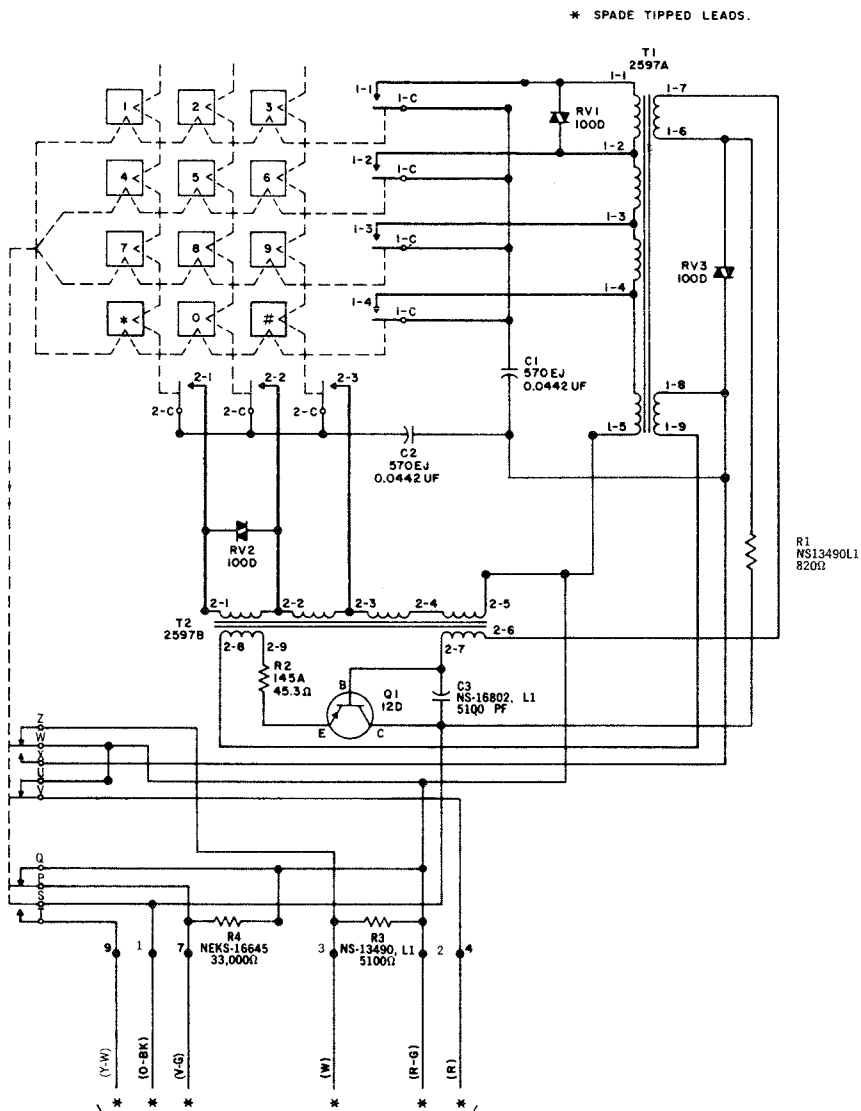 * SPADE TIPPED LEADS.
T1
2597A
1-1
1-7
1
2
3
1-1
1-C
RV1
100D
1-6
1-2
1-2
4
5
6
1-C
1-3
1-3
7
8
9
1-C
RV3
100D
1-4
1-4
*
0
#
1-C
C1
570EJ
0.0442UF
2-1
2-2
2-3
1-8
2-C
2-C
2-C
1-5
1-9
C2
570EJ
0.0442UF
RV2
100D
R1
NS13490L1
820Ω
2-1
2-2
2-3
2-4
2-5
T2
2597B
2-6
2-8
2-9
2-7
R2
145A
45.3Ω
B
Q1
12D
C3
NS-16802, L1
5100 PF
E
C
Z
W
X
U
V
Q
P
S
T
R4
NEKS-16645
33,000Ω
R3
NS-13490, L1
5100Ω
9
1
7
3
2
4
(Y-W)
(O-BK)
(V-G)
(W)
(R-G)
(R)
* * * * * *